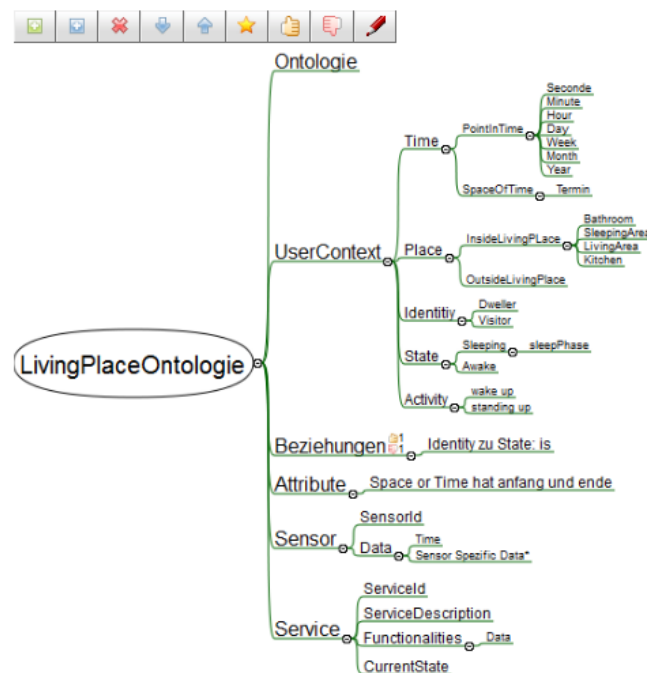 Ontologie
Seconde
Minute
Hour
Day
Week
Month
Year
PointInTime
Time
SpaceOfTime
Termin
Bathroom
SleepingArea
LivingArea
Kitchen
InsideLivingPLace
Place
UserContext
OutsideLivingPlace
Identitiy
Dweller
Visitor
Sleeping
sleepPhase
State
Awake
LivingPlaceOntologie
Activity
wake up
standing up
Beziehungen
1
1
Identity zu State: is
Attribute
Space or Time hat anfang und ende
SensorId
Sensor
Data
Time
Sensor Spezific Data*
ServiceId
ServiceDescription
Service
Functionalities
Data
CurrentState